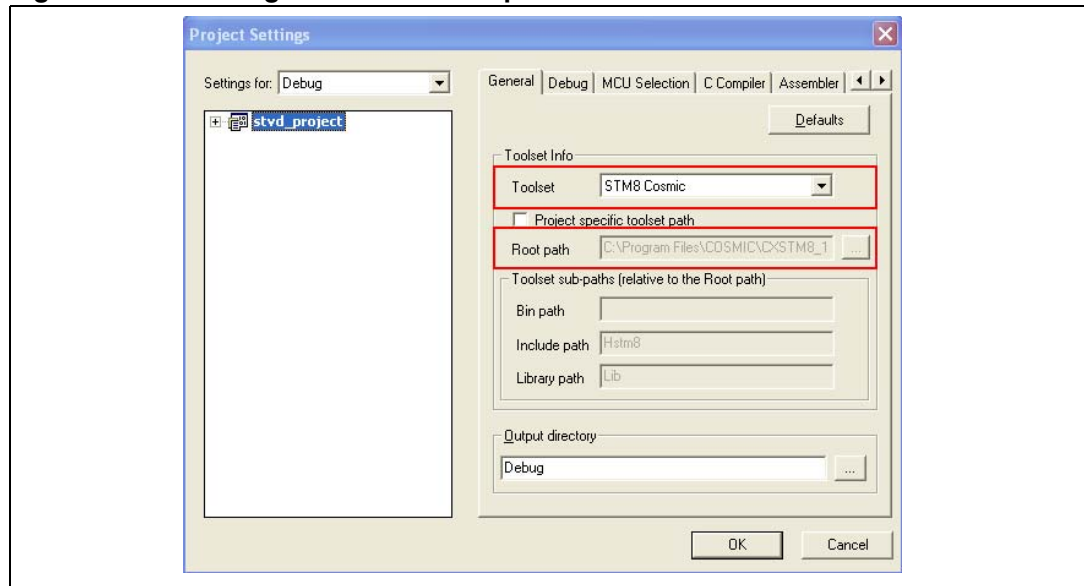 Project Settings
Settings for: Debug
stvd_project
General Debug MCU Selection C Compiler Assembler
Defaults
Toolset Info
Toolset STM8 Cosmic
Project specific toolset path
Root path C:\Program Files\COSMIC\CXSTM8_1 ...
Toolset sub-paths (relative to the Root path)
Bin path
Include path Hstm8
Library path Lib
Output directory
Debug ...
OK Cancel